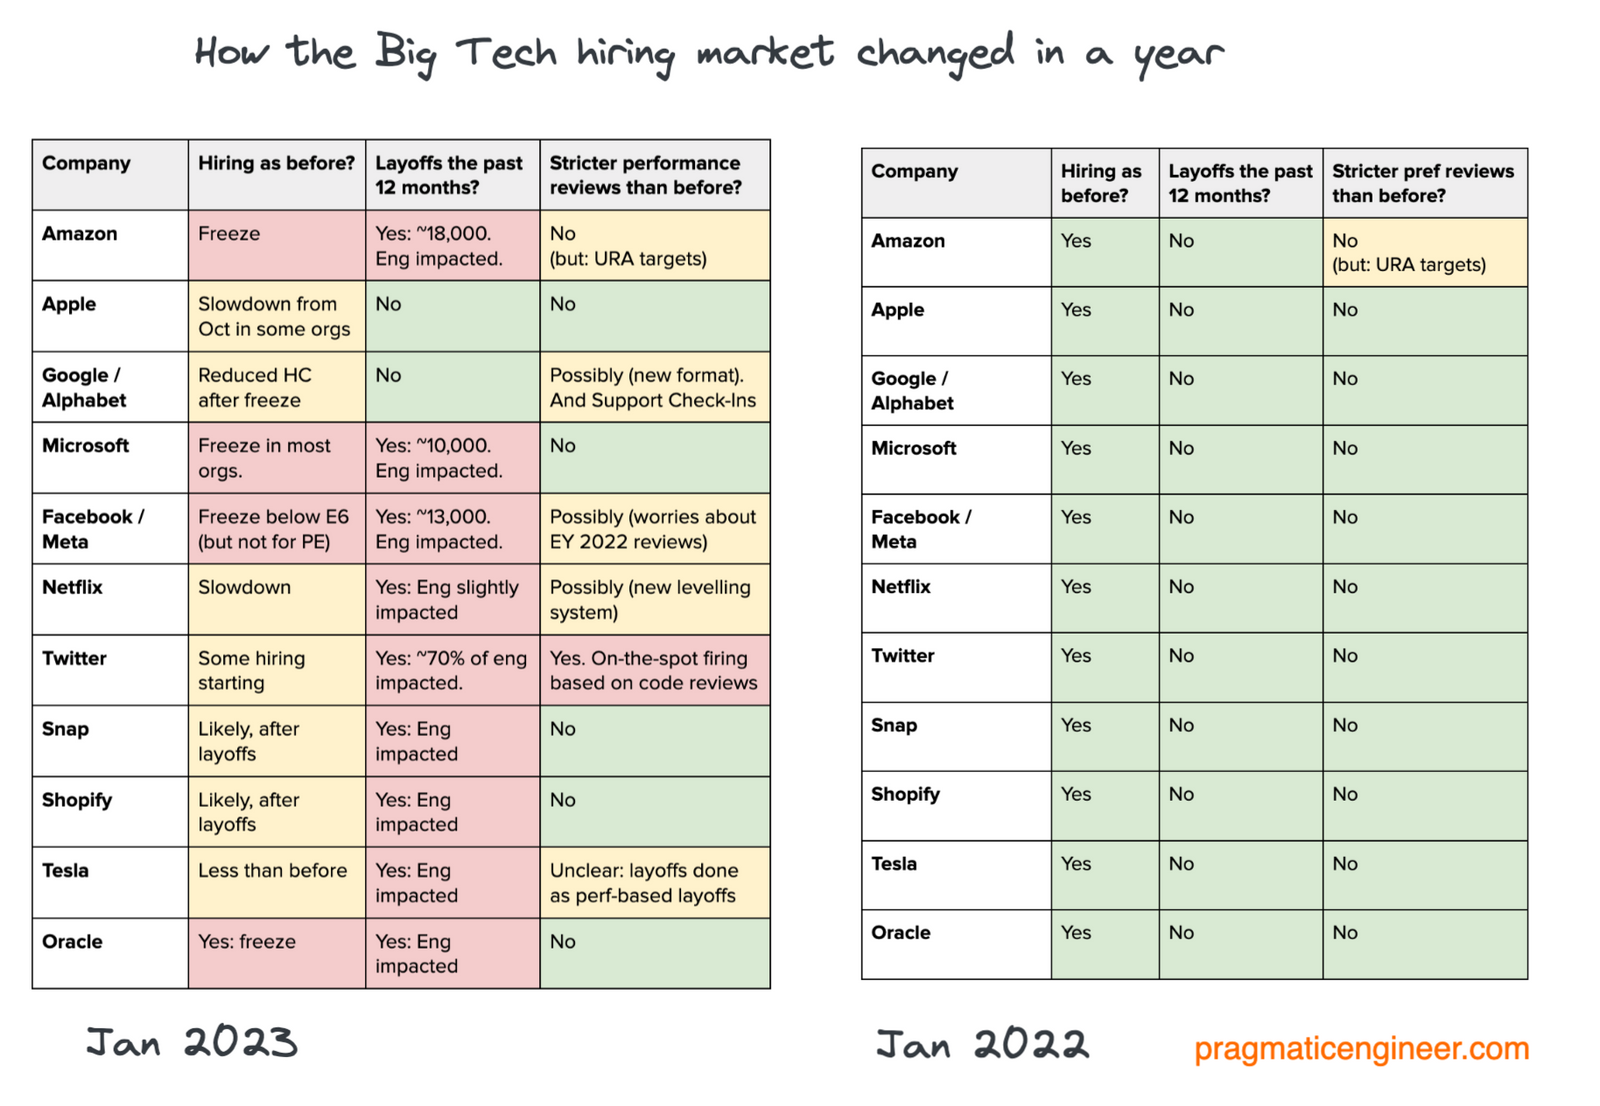 How the Big Tech hiring market changed in a year
Company
Hiring as before?
Layoffs the past
12 months?
Stricter performance
reviews than before?
Amazon
Freeze
Yes: ~18,000.
Eng impacted.
No
(but: URA targets)
Apple
Slowdown from
Oct in some orgs
No
No
Google /
Alphabet
Reduced HC
after freeze
No
Possibly (new format).
And Support Check-Ins
Microsoft
Freeze in most
orgs.
Yes: ~10,000.
Eng impacted.
No
Facebook /
Meta
Freeze below E6
(but not for PE)
Yes: ~13,000.
Eng impacted.
Possibly (worries about
EY 2022 reviews)
Netflix
Slowdown
Yes: Eng slightly
impacted
Possibly (new levelling
system)
Twitter
Some hiring
starting
Yes: ~70% of eng
impacted.
Yes. On-the-spot firing
based on code reviews
Snap
Likely, after
layoffs
Yes: Eng
impacted
No
Shopify
Likely, after
layoffs
Yes: Eng
impacted
No
Tesla
Less than before
Yes: Eng
impacted
Unclear: layoffs done
as perf-based layoffs
Oracle
Yes: freeze
Yes: Eng
impacted
No
Jan 2023
Company
Hiring as
before?
Layoffs the past
12 months?
Stricter pref reviews
than before?
Amazon
Yes
No
No
(but: URA targets)
Apple
Yes
No
No
Google /
Alphabet
Yes
No
No
Microsoft
Yes
No
No
Facebook /
Meta
Yes
No
No
Netflix
Yes
No
No
Twitter
Yes
No
No
Snap
Yes
No
No
Shopify
Yes
No
No
Tesla
Yes
No
No
Oracle
Yes
No
No
Jan 2022
pragmaticengineer.com